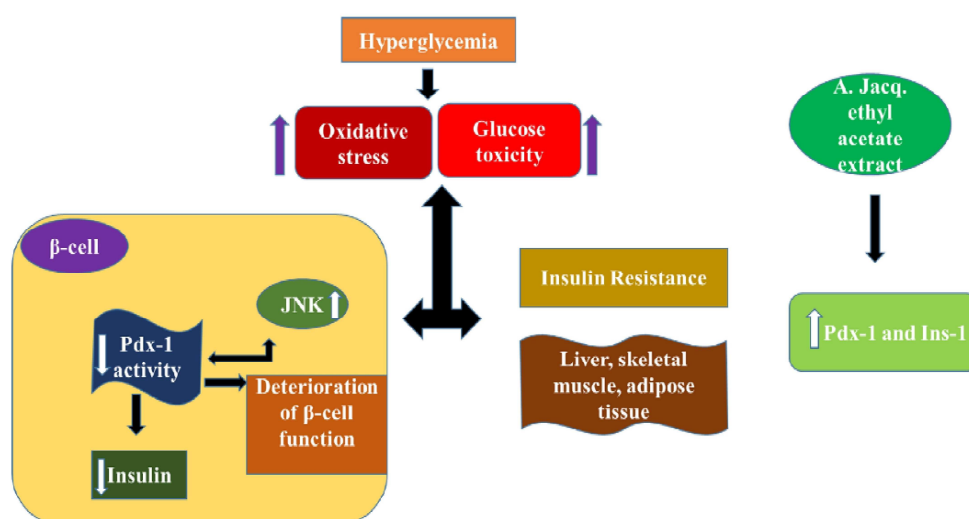 Hyperglycemia
Oxidative
stress
Glucose
toxicity
A. Jacq.
ethyl
acetate
extract
β-cell
JNK
Pdx-1
activity
Deterioration
of β-cell
function
Insulin
Insulin Resistance
Liver, skeletal
muscle, adipose
tissue
Pdx-1 and Ins-1